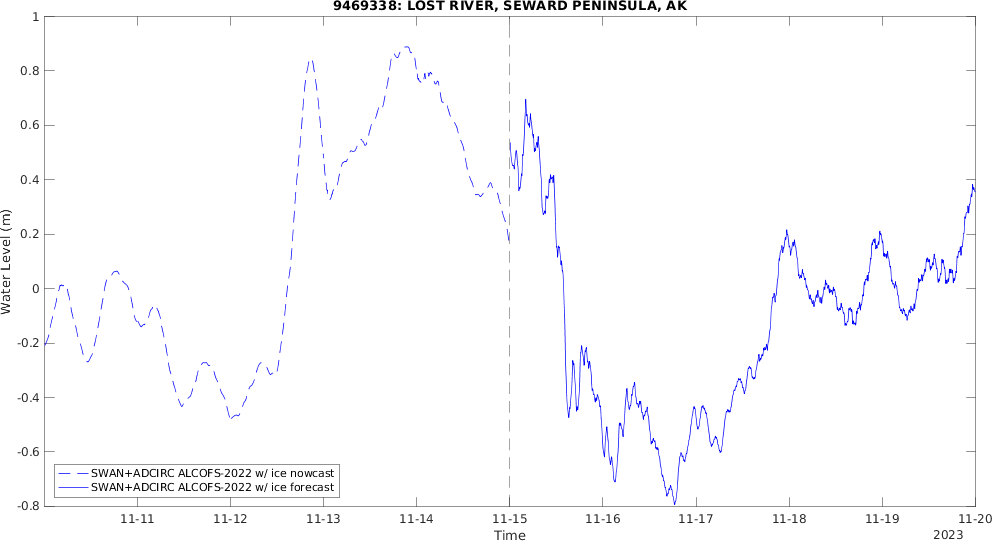 9469338: LOST RIVER, SEWARD PENINSULA, AK
1
0.8
0.6
0.4
0.2
0
-0.2
-0.4
-0.6
-0.8
Water Level (m)
SWAN+ADCIRC ALCOFS-2022 w/ ice nowcast
SWAN+ADCIRC ALCOFS-2022 w/ ice forecast
11-11 11-12 11-13 11-14 11-15 11-16 11-17 11-18 11-19 11-20
Time
2023